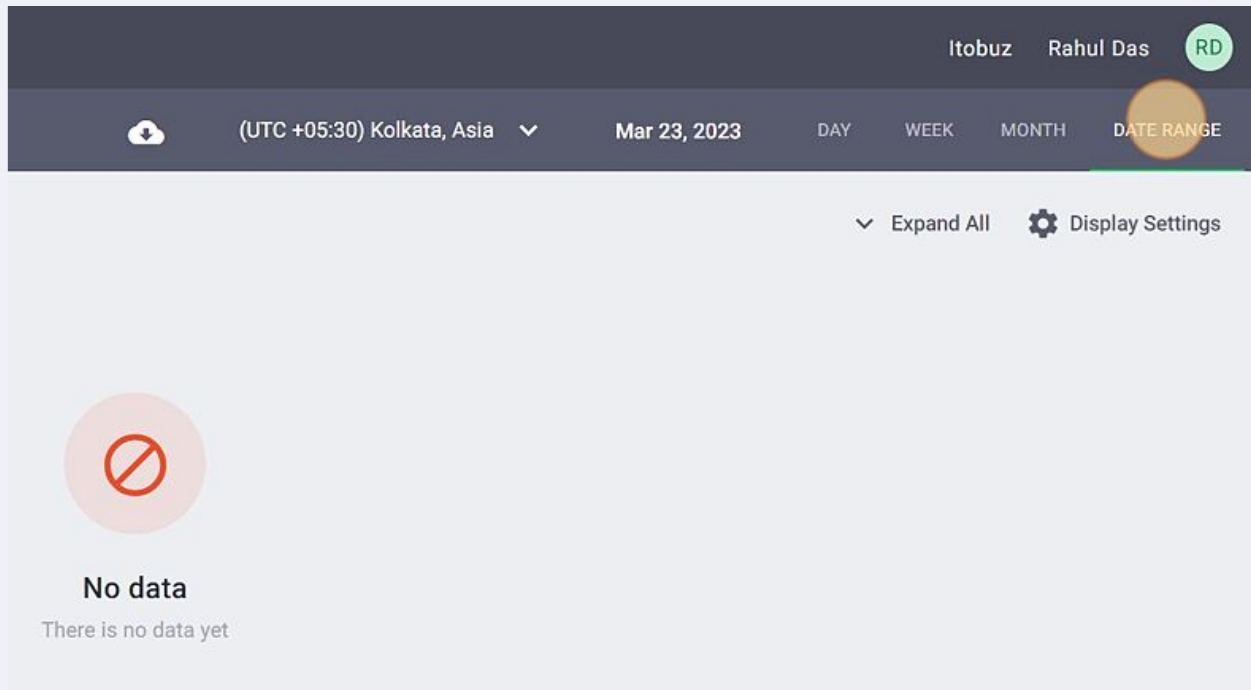 Itobuz Rahul Das RD
(UTC +05:30) Kolkata, Asia Mar 23, 2023 DAY WEEK MONTH DATE RANGE
Expand All Display Settings
No data
There is no data yet